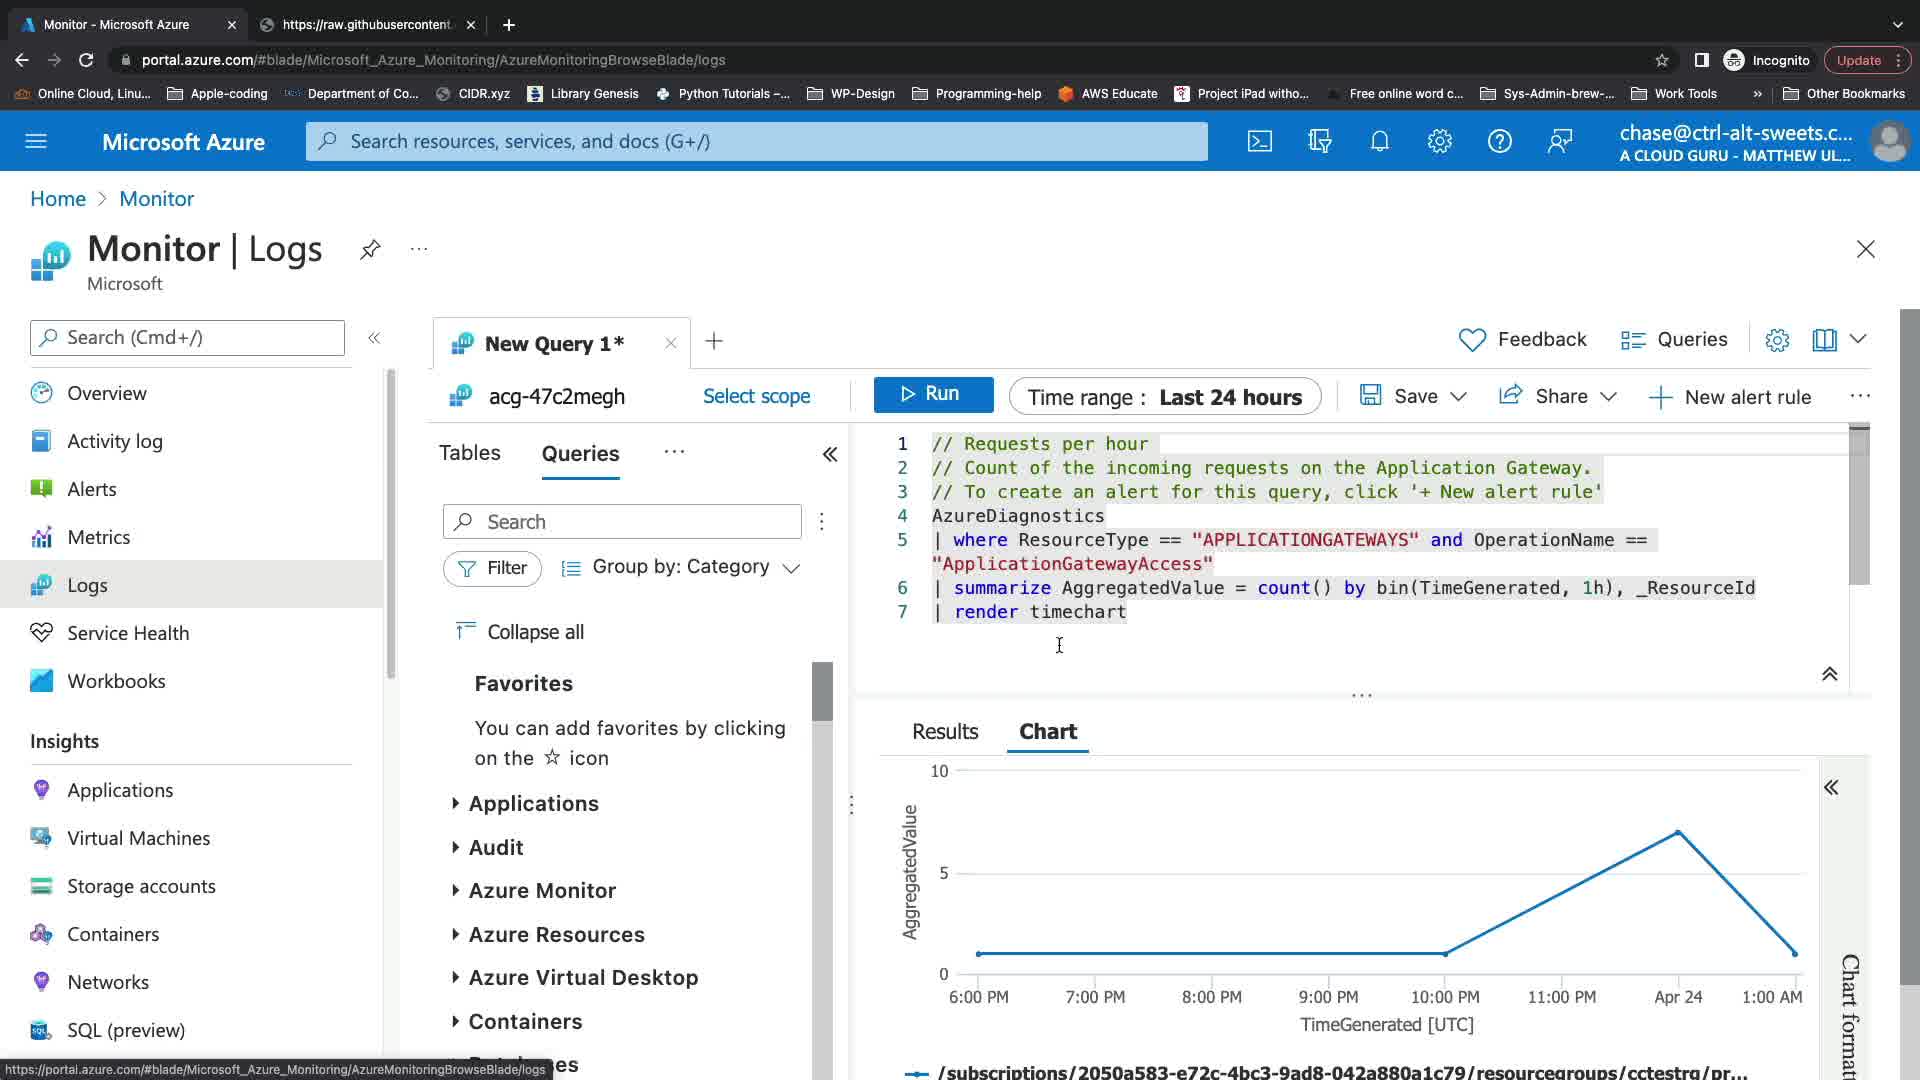 Monitor - Microsoft Azure
https://raw.githubusercontent
portal.azure.com/#blade/Microsoft_Azure_Monitoring/AzureMonitoringBrowseBlade/logs
Incognito
Update
Online Cloud, Linu...
Apple-coding
Department of Co...
CIDR.xyz
Library Genesis
Python Tutorials –...
WP-Design
Programming-help
AWS Educate
Project iPad witho...
Free online word c...
Sys-Admin-brew-...
Work Tools
»
Other Bookmarks
Microsoft Azure
Search resources, services, and docs (G+/)
chase@ctrl-alt-sweets.c...
A CLOUD GURU - MATTHEW UL...
Home > Monitor
Monitor | Logs
...
Microsoft
Search (Cmd+/)
«
Overview
Activity log
Alerts
Metrics
Logs
Service Health
Workbooks
Insights
Applications
Virtual Machines
Storage accounts
Containers
Networks
SQL (preview)
https://portal.azure.com/#blade/Microsoft_Azure_Monitoring/AzureMonitoringBrowseBlade/logs
New Query 1*
Feedback
Queries
acg-47c2megh
Select scope
Run
Time range : Last 24 hours
Save
Share
New alert rule
...
Tables
Queries
...
«
Search
Filter
Group by: Category
Collapse all
Favorites
You can add favorites by clicking
on the ☆ icon
Applications
Audit
Azure Monitor
Azure Resources
Azure Virtual Desktop
Containers
1 // Requests per hour
2 // Count of the incoming requests on the Application Gateway.
3 // To create an alert for this query, click '+ New alert rule'
4 AzureDiagnostics
5 | where ResourceType == "APPLICATIONGATEWAYS" and OperationName ==
"ApplicationGatewayAccess"
6 | summarize AggregatedValue = count() by bin(TimeGenerated, 1h), _ResourceId
7 | render timechart
...
Results
Chart
«
10
5
0
AggregatedValue
6:00 PM
7:00 PM
8:00 PM
9:00 PM
10:00 PM
11:00 PM
Apr 24
1:00 AM
TimeGenerated [UTC]
/subscriptions/2050a583-e72c-4bc3-9ad8-042a880a1c79/resourcegroups/cctestrg/pr...
Chart format